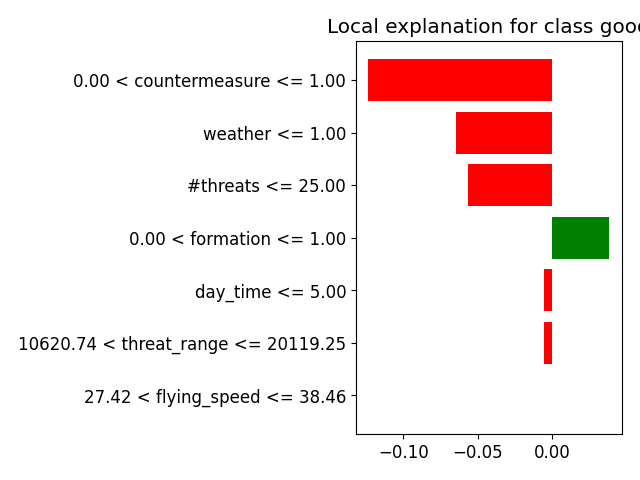 Local explanation for class good
0.00 < countermeasure <= 1.00
weather <= 1.00
#threats <= 25.00
0.00 < formation <= 1.00
day_time <= 5.00
10620.74 < threat_range <= 20119.25
27.42 < flying_speed <= 38.46
−0.10 −0.05 0.00